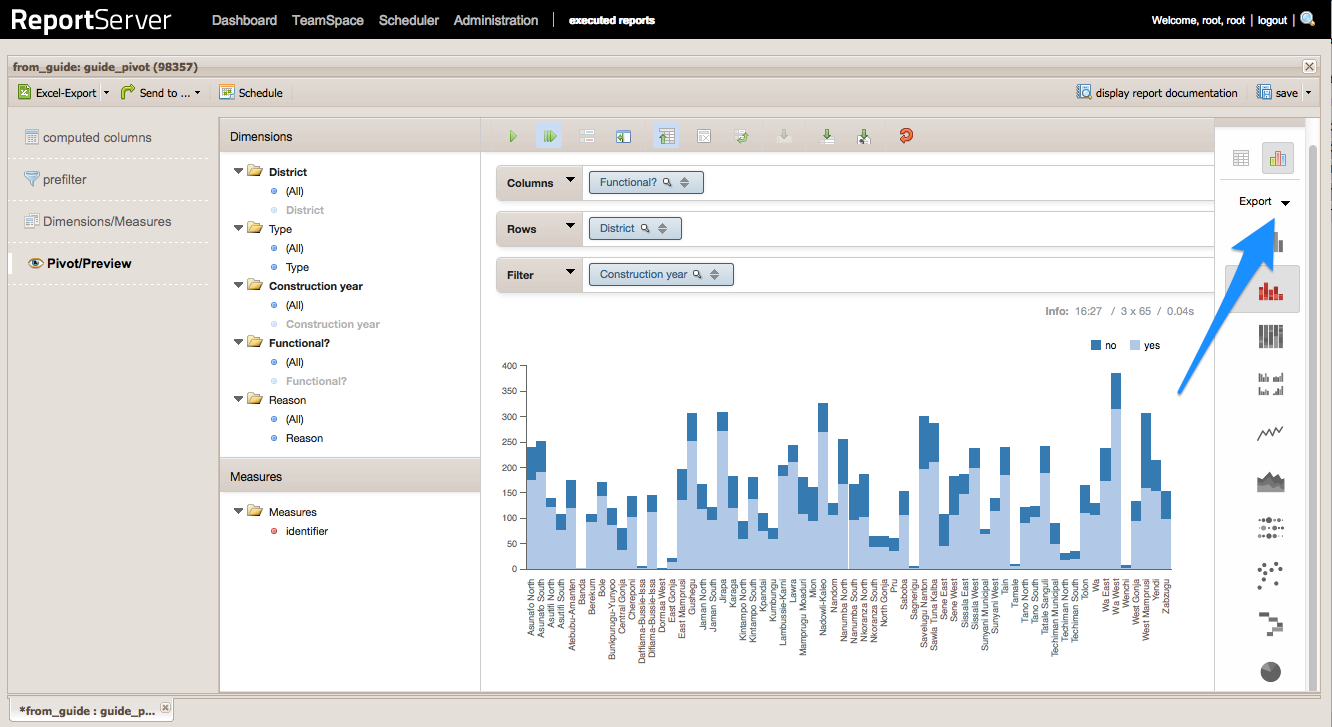 ReportServer Dashboard TeamSpace Scheduler Administration executed reports Welcome, root, root | logout |
from_guide: guide_pivot (98357)
Excel-Export Send to ... Schedule display report documentation save
computed columns
prefilter
Dimensions/Measures
Pivot/Preview
Dimensions
District
(All)
District
Type
(All)
Type
Construction year
(All)
Construction year
Functional?
(All)
Functional?
Reason
(All)
Reason
Measures
Measures
identifier
Columns Functional?
Rows District
Filter Construction year
Info: 16:27 / 3 x 65 / 0.04s
no yes
400
350
300
250
200
150
100
50
0
Asunafo North
Asunafo South
Asutifi North
Asutifi South
Atebubu-Amanten
Banda
Berekum
Bole
Bunkpurugu-Yunyoo
Central Gonja
Chereponi
Daffiama-Bussie-Issa
Difiama-Bussie-Issa
Dormaa West
East Gonja
East Mamprusi
Gushegu
Jaman North
Jaman South
Jirapa
Karaga
Kintampo North
Kintampo South
Kpandai
Kumbungu
Lambussie-Karni
Lawra
Mamprugu Moaduri
Mion
Nadowli-Kaleo
Nandom
Nanumba North
Nanumba South
Nkoranza North
Nkoranza South
North Gonja
Pru
Saboba
Sagnerigu
Savelugu Nanton
Sawla Tuna Kalba
Sene East
Sene West
Sissala East
Sissala West
Sunyani Municipal
Sunyani West
Tain
Tamale
Tano North
Tano South
Tatale Sanguli
Techiman Municipal
Techiman North
Techiman South
Tolon
Wa
Wa East
Wa West
Wenchi
West Gonja
West Mamprusi
Yendi
Zabzugu
Export
*from_guide : guide_p...